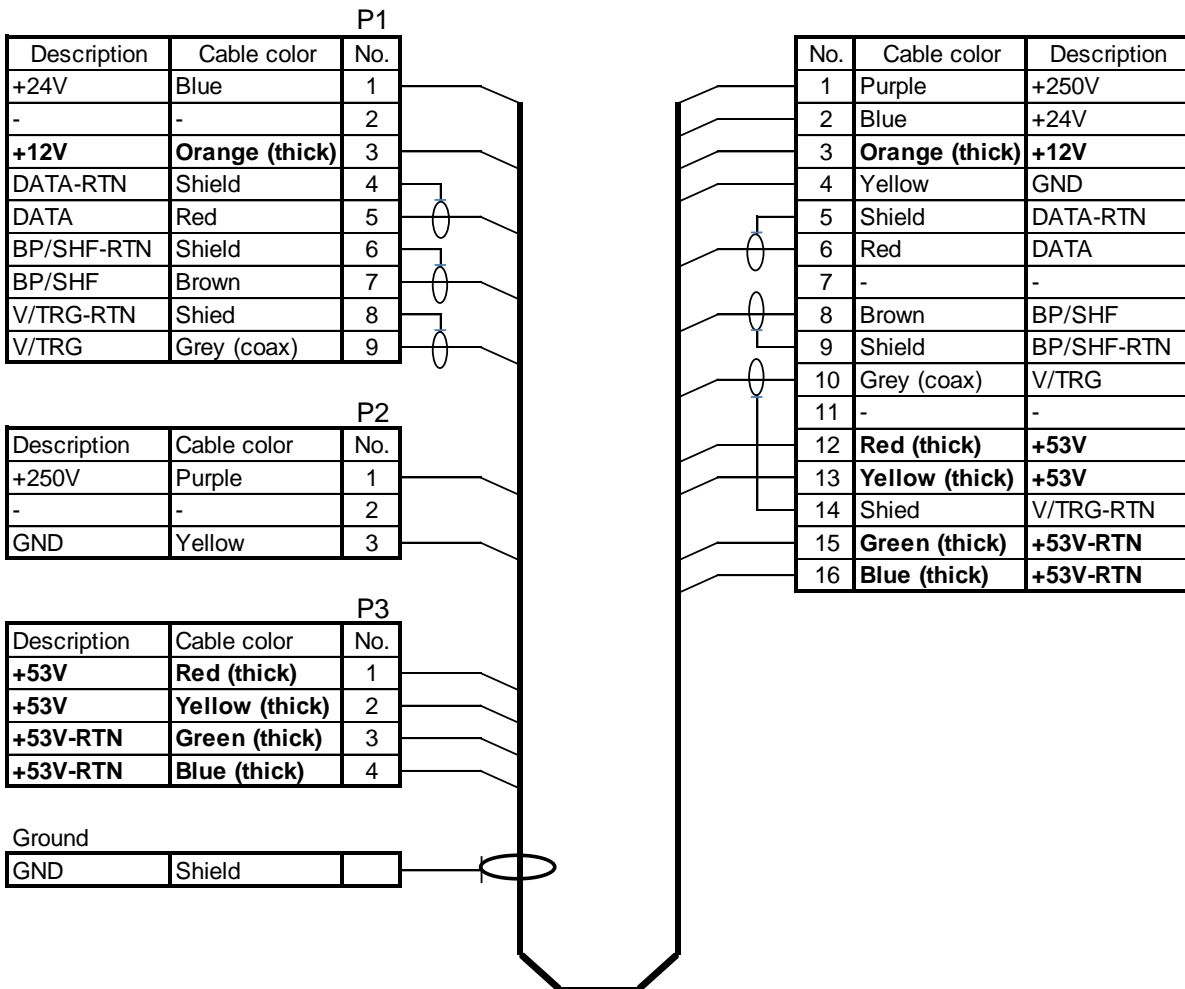 P1
Description Cable color No.
+24V Blue 1
- - 2
+12V Orange (thick) 3
DATA-RTN Shield 4
DATA Red 5
BP/SHF-RTN Shield 6
BP/SHF Brown 7
V/TRG-RTN Shied 8
V/TRG Grey (coax) 9
P2
Description Cable color No.
+250V Purple 1
- - 2
GND Yellow 3
P3
Description Cable color No.
+53V Red (thick) 1
+53V Yellow (thick) 2
+53V-RTN Green (thick) 3
+53V-RTN Blue (thick) 4
Ground
GND Shield
No. Cable color Description
1 Purple +250V
2 Blue +24V
3 Orange (thick) +12V
4 Yellow GND
5 Shield DATA-RTN
6 Red DATA
7 - -
8 Brown BP/SHF
9 Shield BP/SHF-RTN
10 Grey (coax) V/TRG
11 - -
12 Red (thick) +53V
13 Yellow (thick) +53V
14 Shied V/TRG-RTN
15 Green (thick) +53V-RTN
16 Blue (thick) +53V-RTN